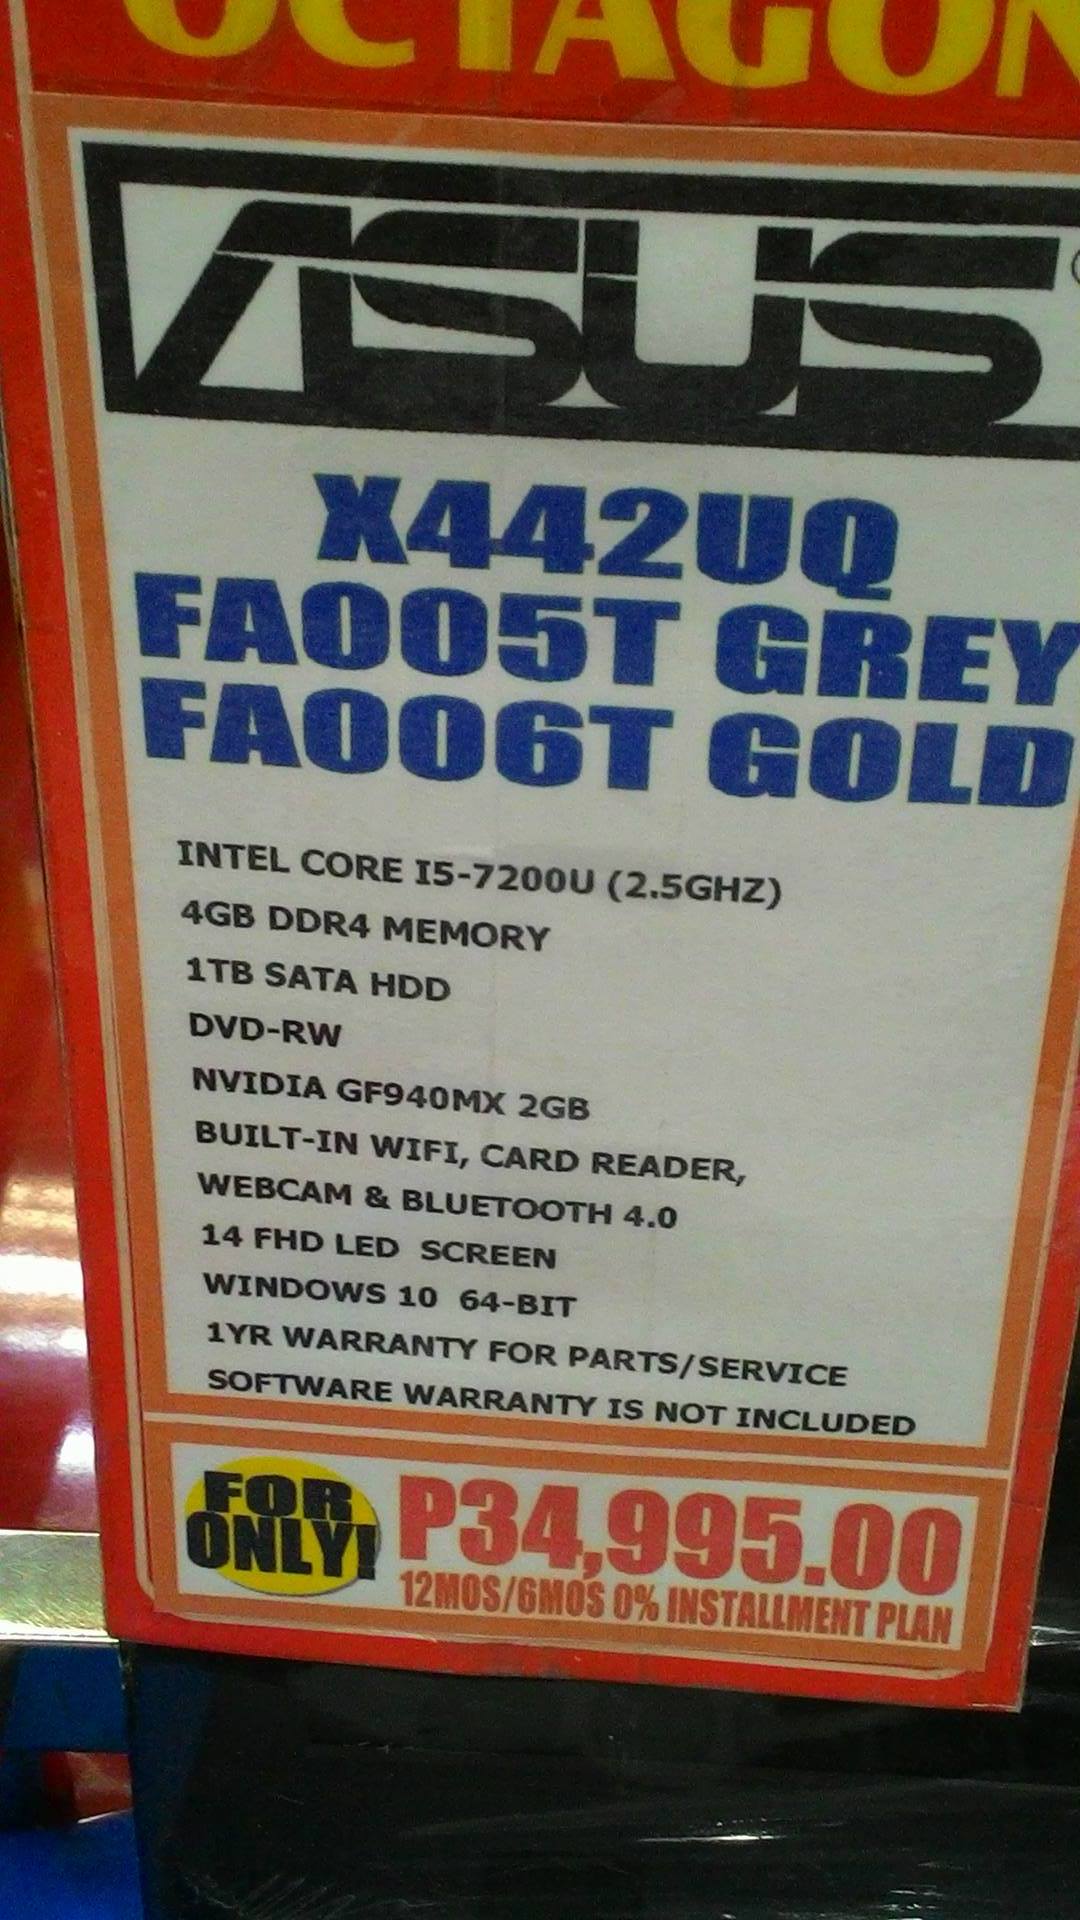 OCTAGON
ASUS
X442UQ
FA005T GREY
FA006T GOLD
INTEL CORE I5-7200U (2.5GHZ)
4GB DDR4 MEMORY
1TB SATA HDD
DVD-RW
NVIDIA GF940MX 2GB
BUILT-IN WIFI, CARD READER,
WEBCAM & BLUETOOTH 4.0
14 FHD LED SCREEN
WINDOWS 10 64-BIT
1YR WARRANTY FOR PARTS/SERVICE
SOFTWARE WARRANTY IS NOT INCLUDED
FOR
ONLY!
P34,995.00
12MOS/6MOS 0% INSTALLMENT PLAN